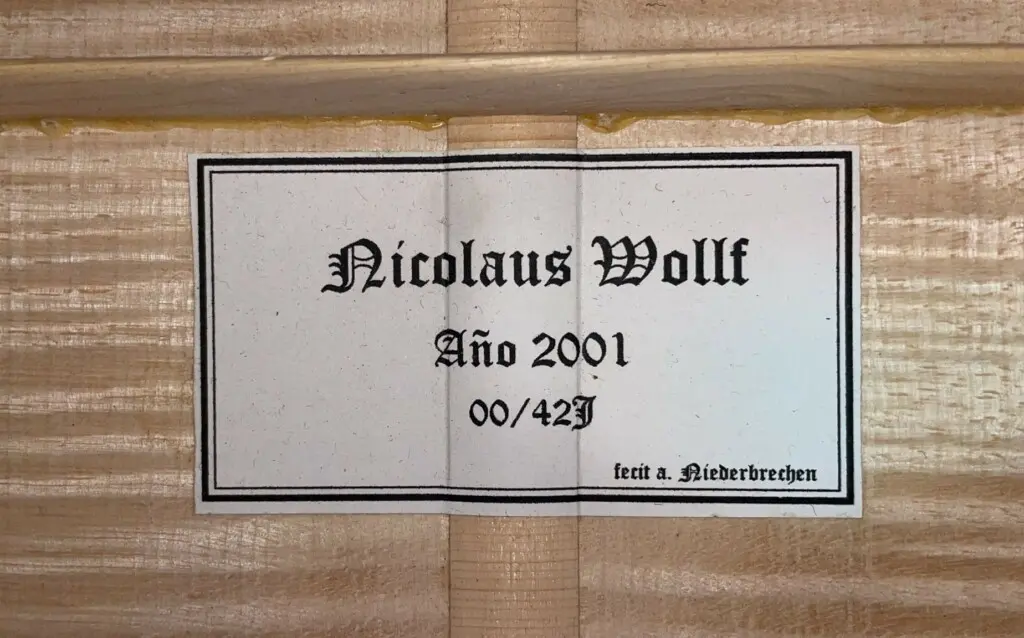 Nicolaus Wollf
Año 2001
00/42J
fecit a. Niederbrechen